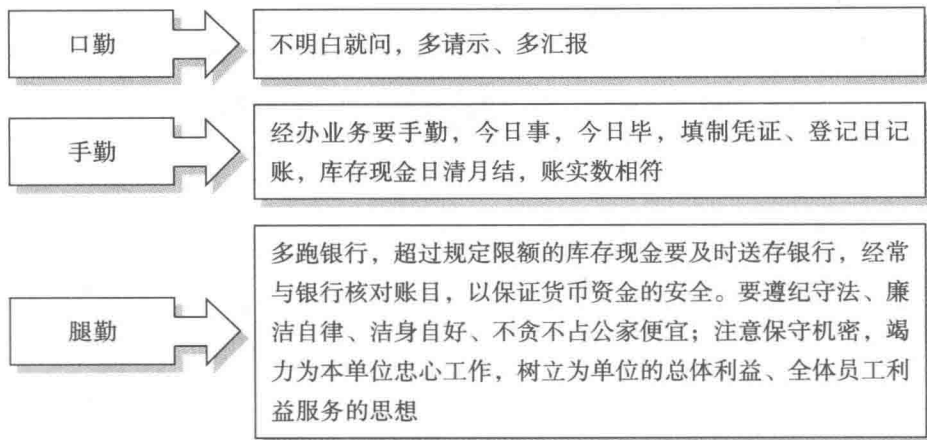 口勤
不明白就问，多请示、多汇报
手勤
经办业务要手勤，今日事，今日毕，填制凭证、登记日记
账，库存现金日清月结，账实数相符
腿勤
多跑银行，超过规定限额的库存现金要及时送存银行，经常
与银行核对账目，以保证货币资金的安全。要遵纪守法、廉
洁自律、洁身自好、不贪不占公家便宜；注意保守机密，竭
力为本单位忠心工作，树立为单位的总体利益、全体员工利
益服务的思想